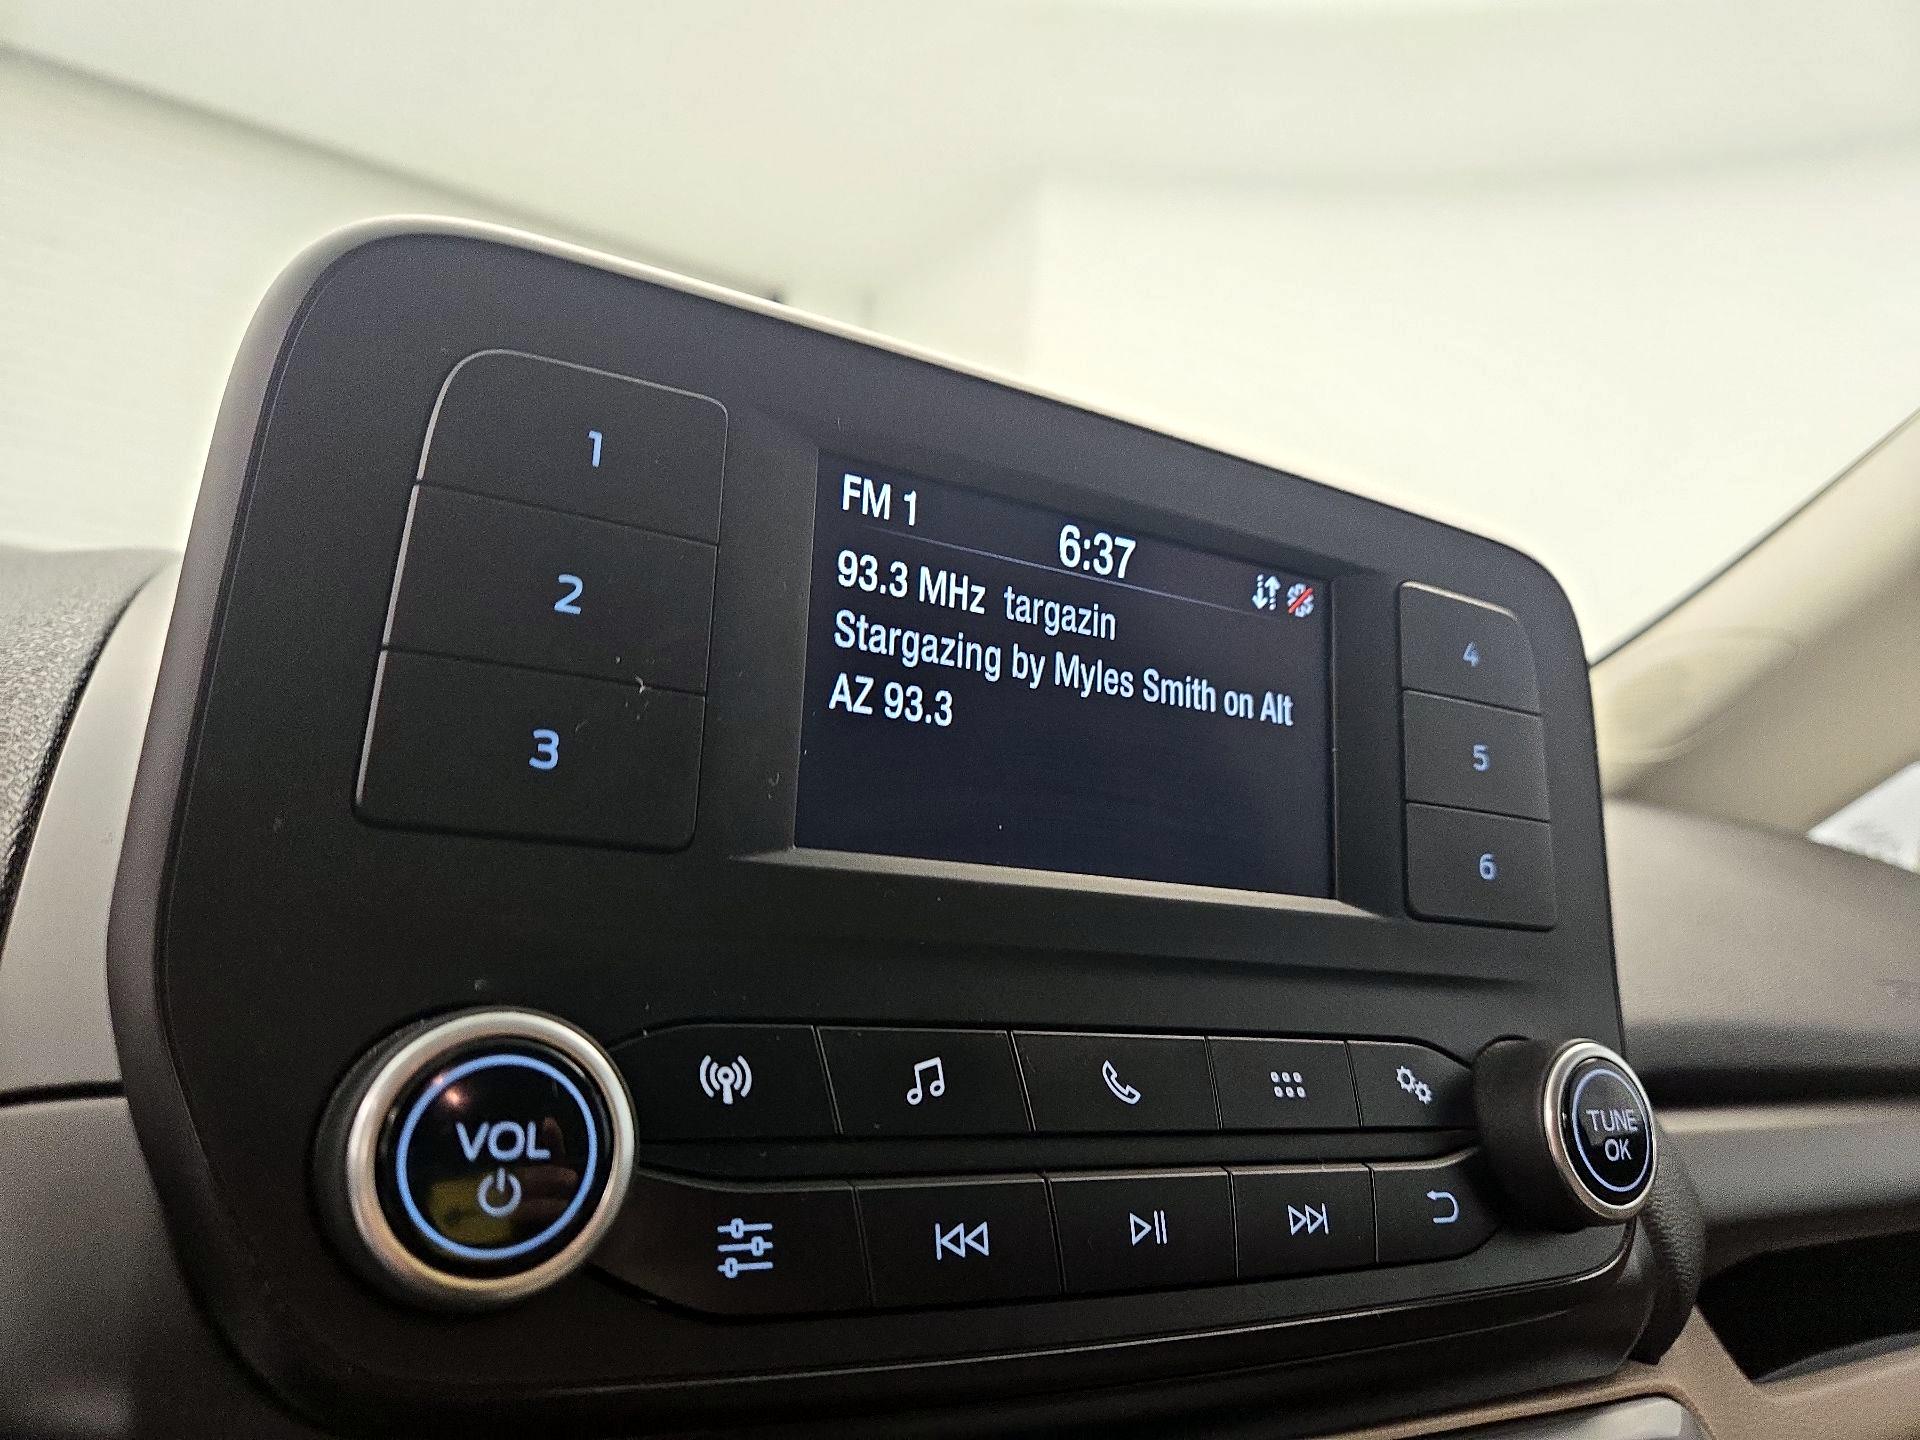 1
2
3
FM 1
6:37
93.3 MHz targazin
Stargazing by Myles Smith on Alt
AZ 93.3
4
5
6
VOL
TUNE
OK